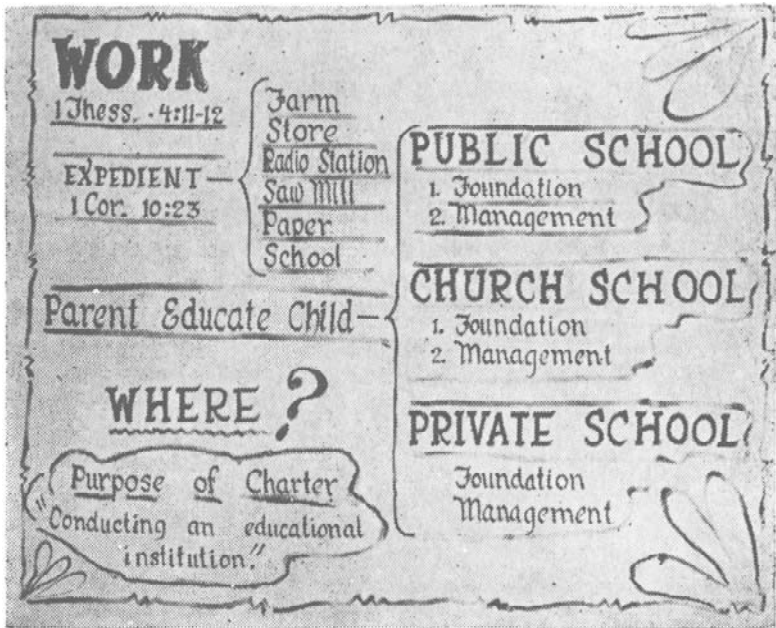 WORK
1 Thess. 4:11-12
EXPEDIENT —
1 Cor. 10:23
Farm
Store
Radio Station
Saw Mill
Paper
School
Parent Educate Child —
WHERE?
Purpose of Charter
"Conducting an educational
institution."
PUBLIC SCHOOL
1. Foundation
2. Management
CHURCH SCHOOL
1. Foundation
2. Management
PRIVATE SCHOOL
Foundation
Management